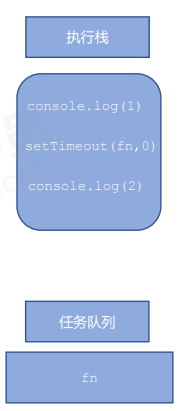 执行栈
console.log(1)
setTimeout(fn,0)
console.log(2)
任务队列
fn